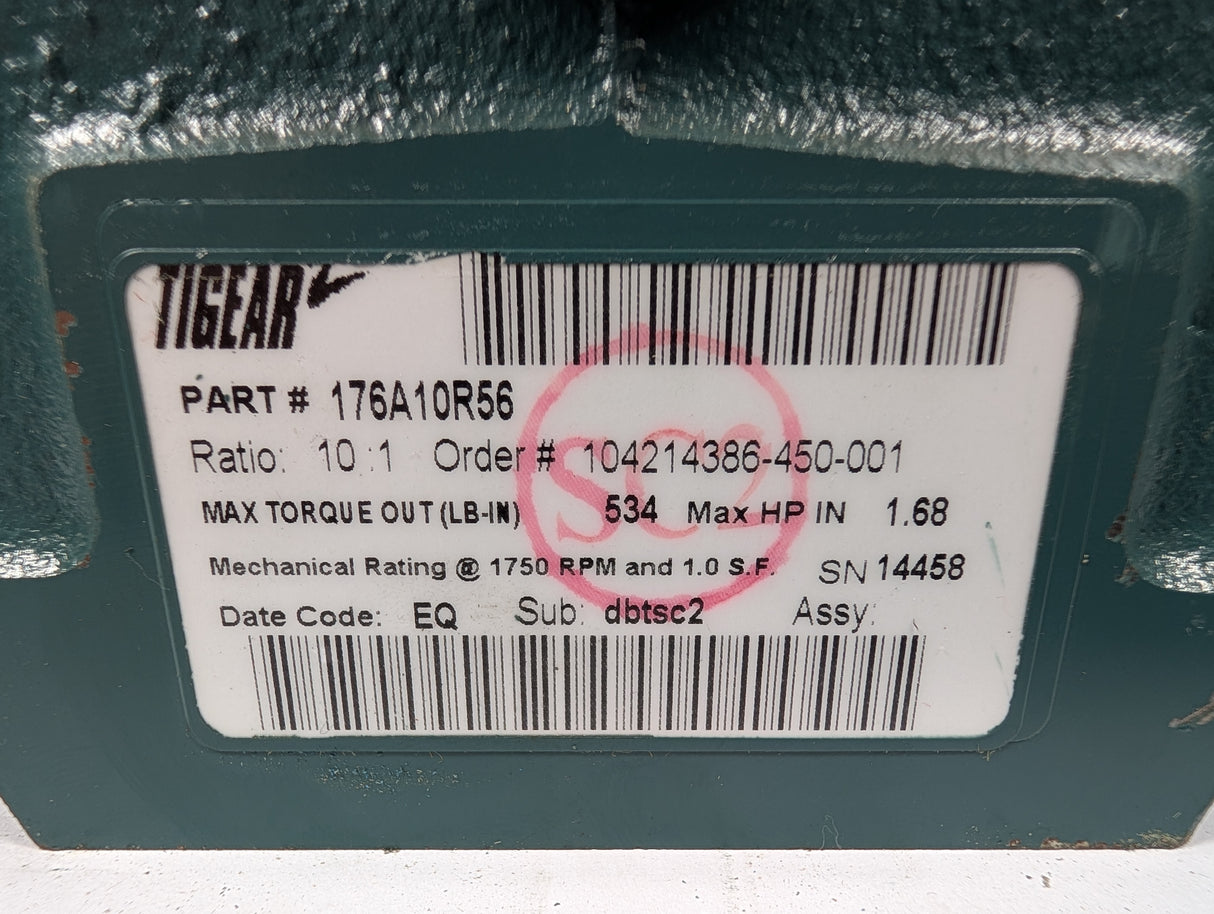 TIGEAR
PART # 176A10R56
Ratio: 10 :1 Order # 104214386-450-001
MAX TORQUE OUT (LB-IN) 534 Max HP IN 1.68
Mechanical Rating @ 1750 RPM and 1.0 S.F. SN 14458
Date Code: EQ Sub: dbtsc2 Assy:
SC2